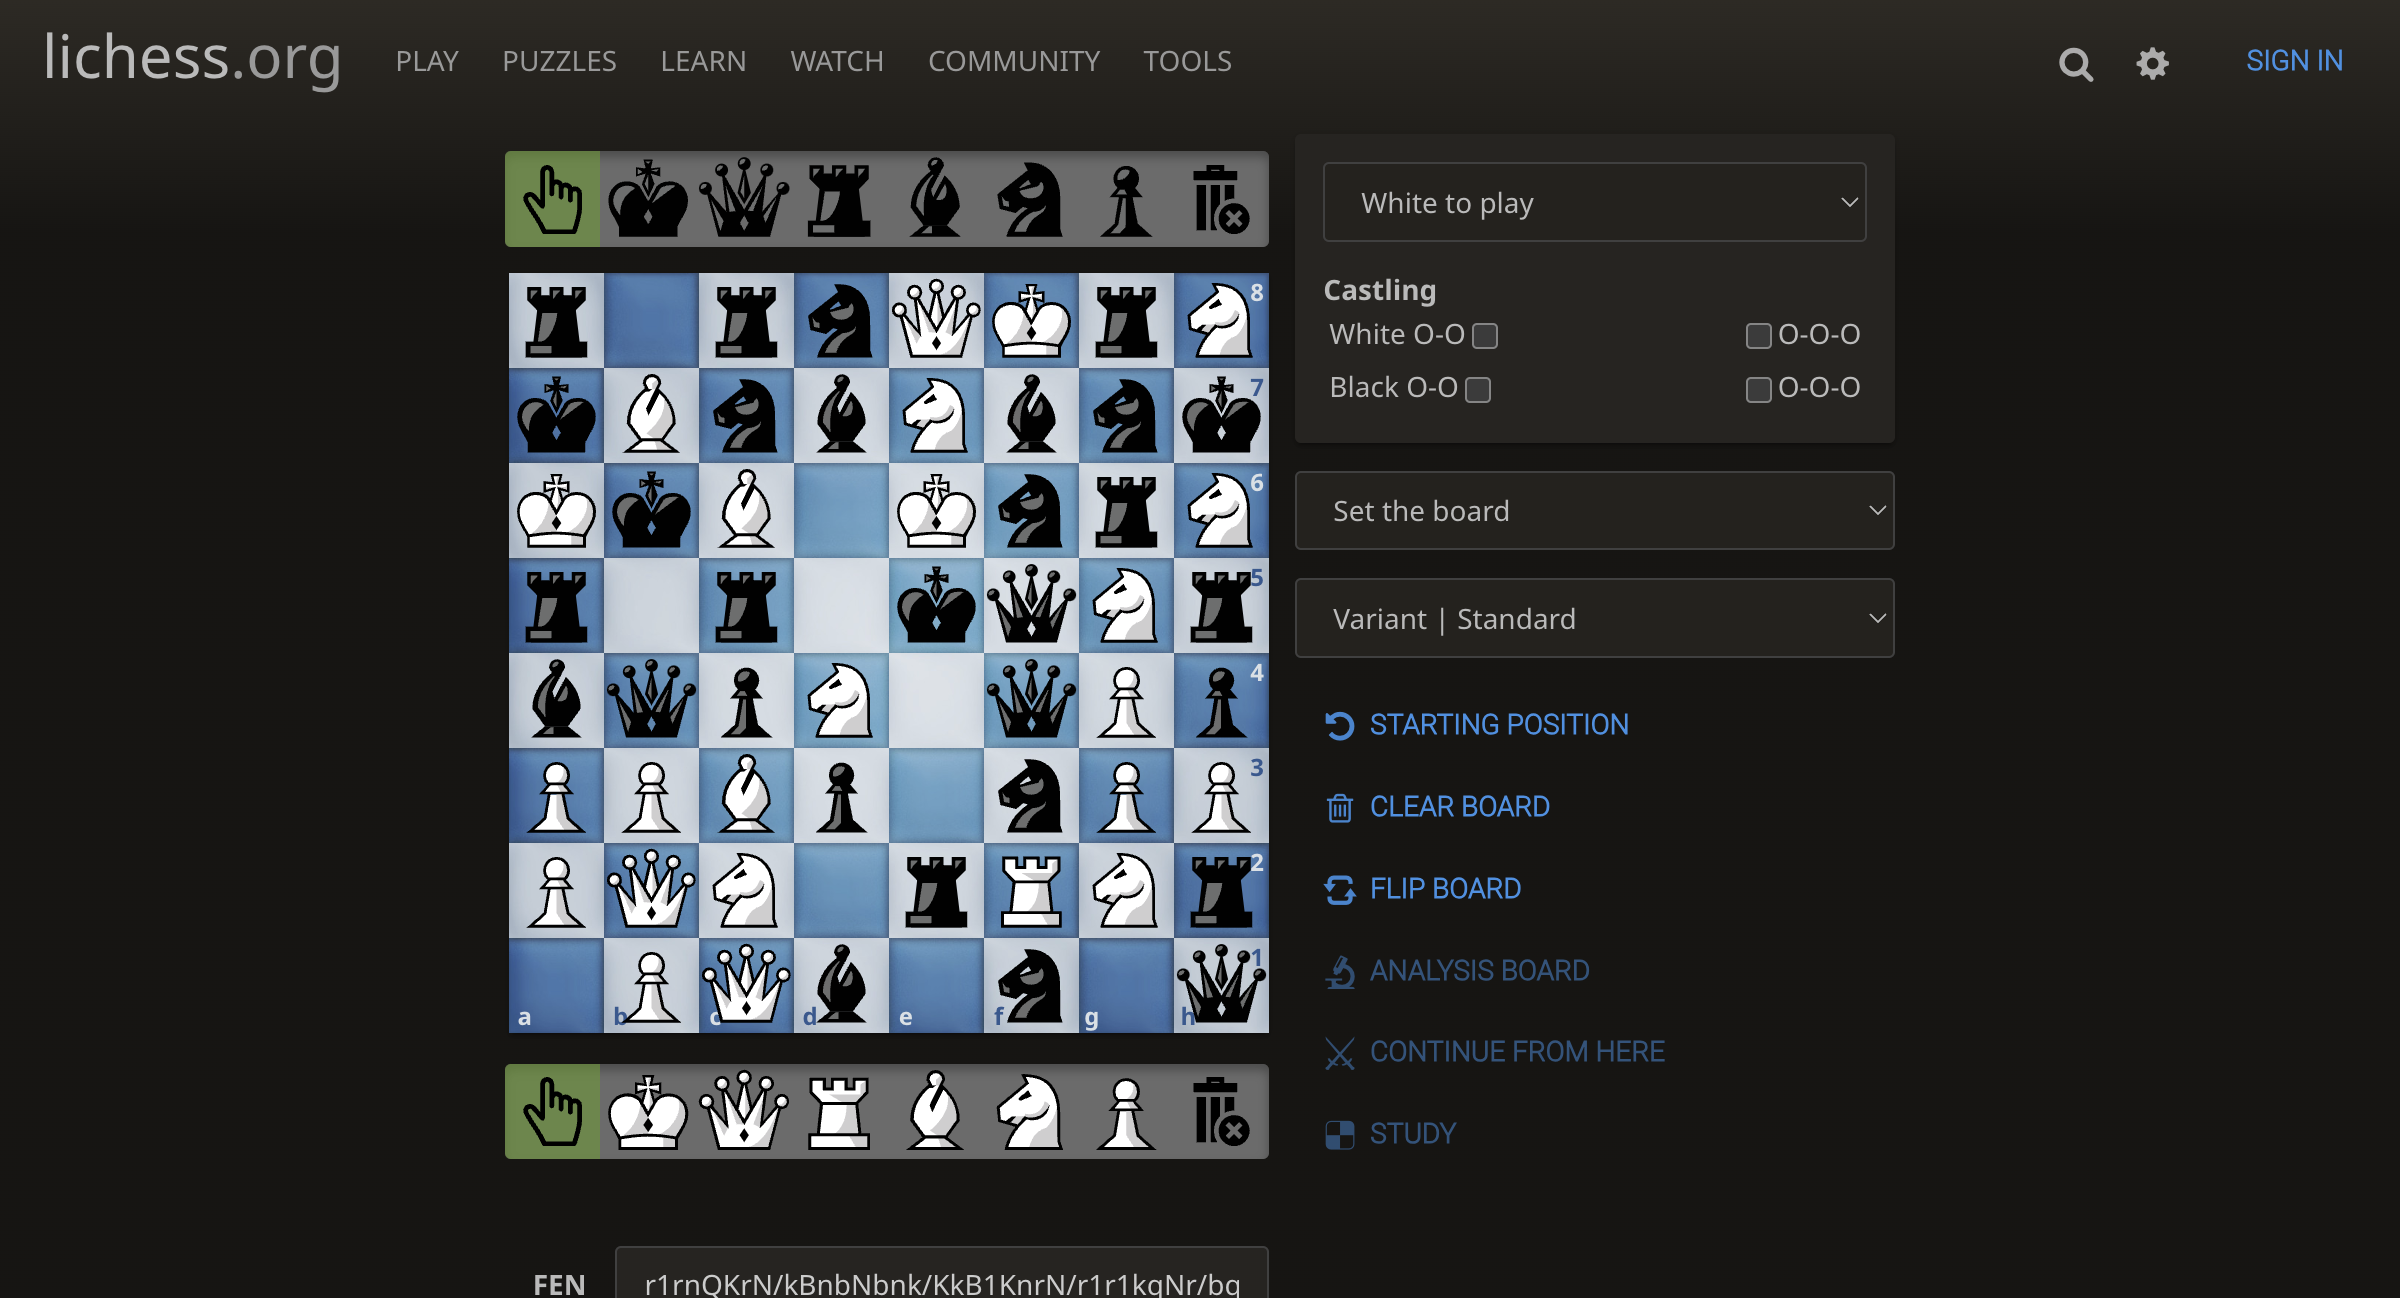 lichess.org PLAY PUZZLES LEARN WATCH COMMUNITY TOOLS SIGN IN
White to play
Castling
White O-O O-O-O
Black O-O O-O-O
Set the board
Variant | Standard
STARTING POSITION
CLEAR BOARD
FLIP BOARD
ANALYSIS BOARD
CONTINUE FROM HERE
STUDY
8
7
6
5
4
3
2
1
a b c d e f g h
FEN r1rnQKrN/kBnbNbnk/KkB1KnrN/r1r1kqNr/bq